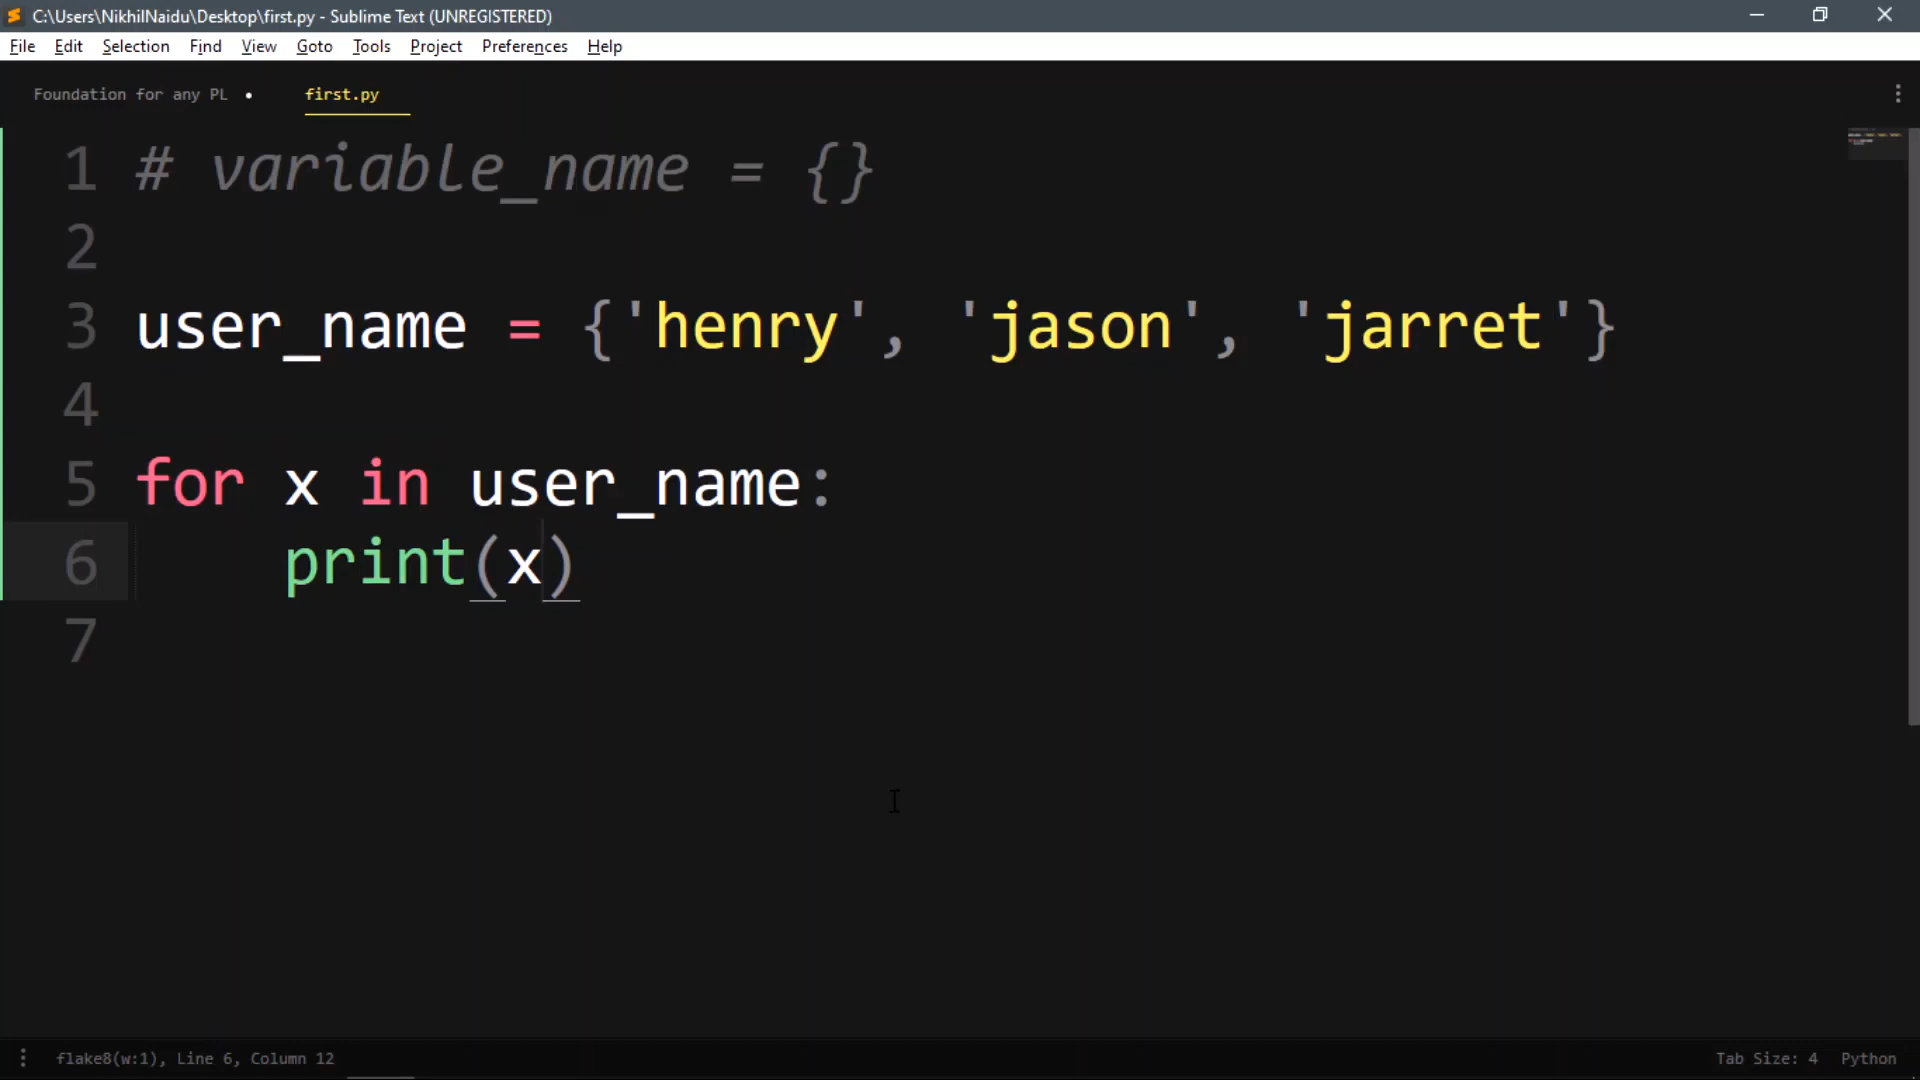 C:\Users\NikhilNaidu\Desktop\first.py - Sublime Text (UNREGISTERED)
File Edit Selection Find View Goto Tools Project Preferences Help
Foundation for any PL • first.py
1 # variable_name = {}
2
3 user_name = {'henry', 'jason', 'jarret'}
4
5 for x in user_name:
6     print(x)
7
flake8(w:1), Line 6, Column 12 Tab Size: 4 Python